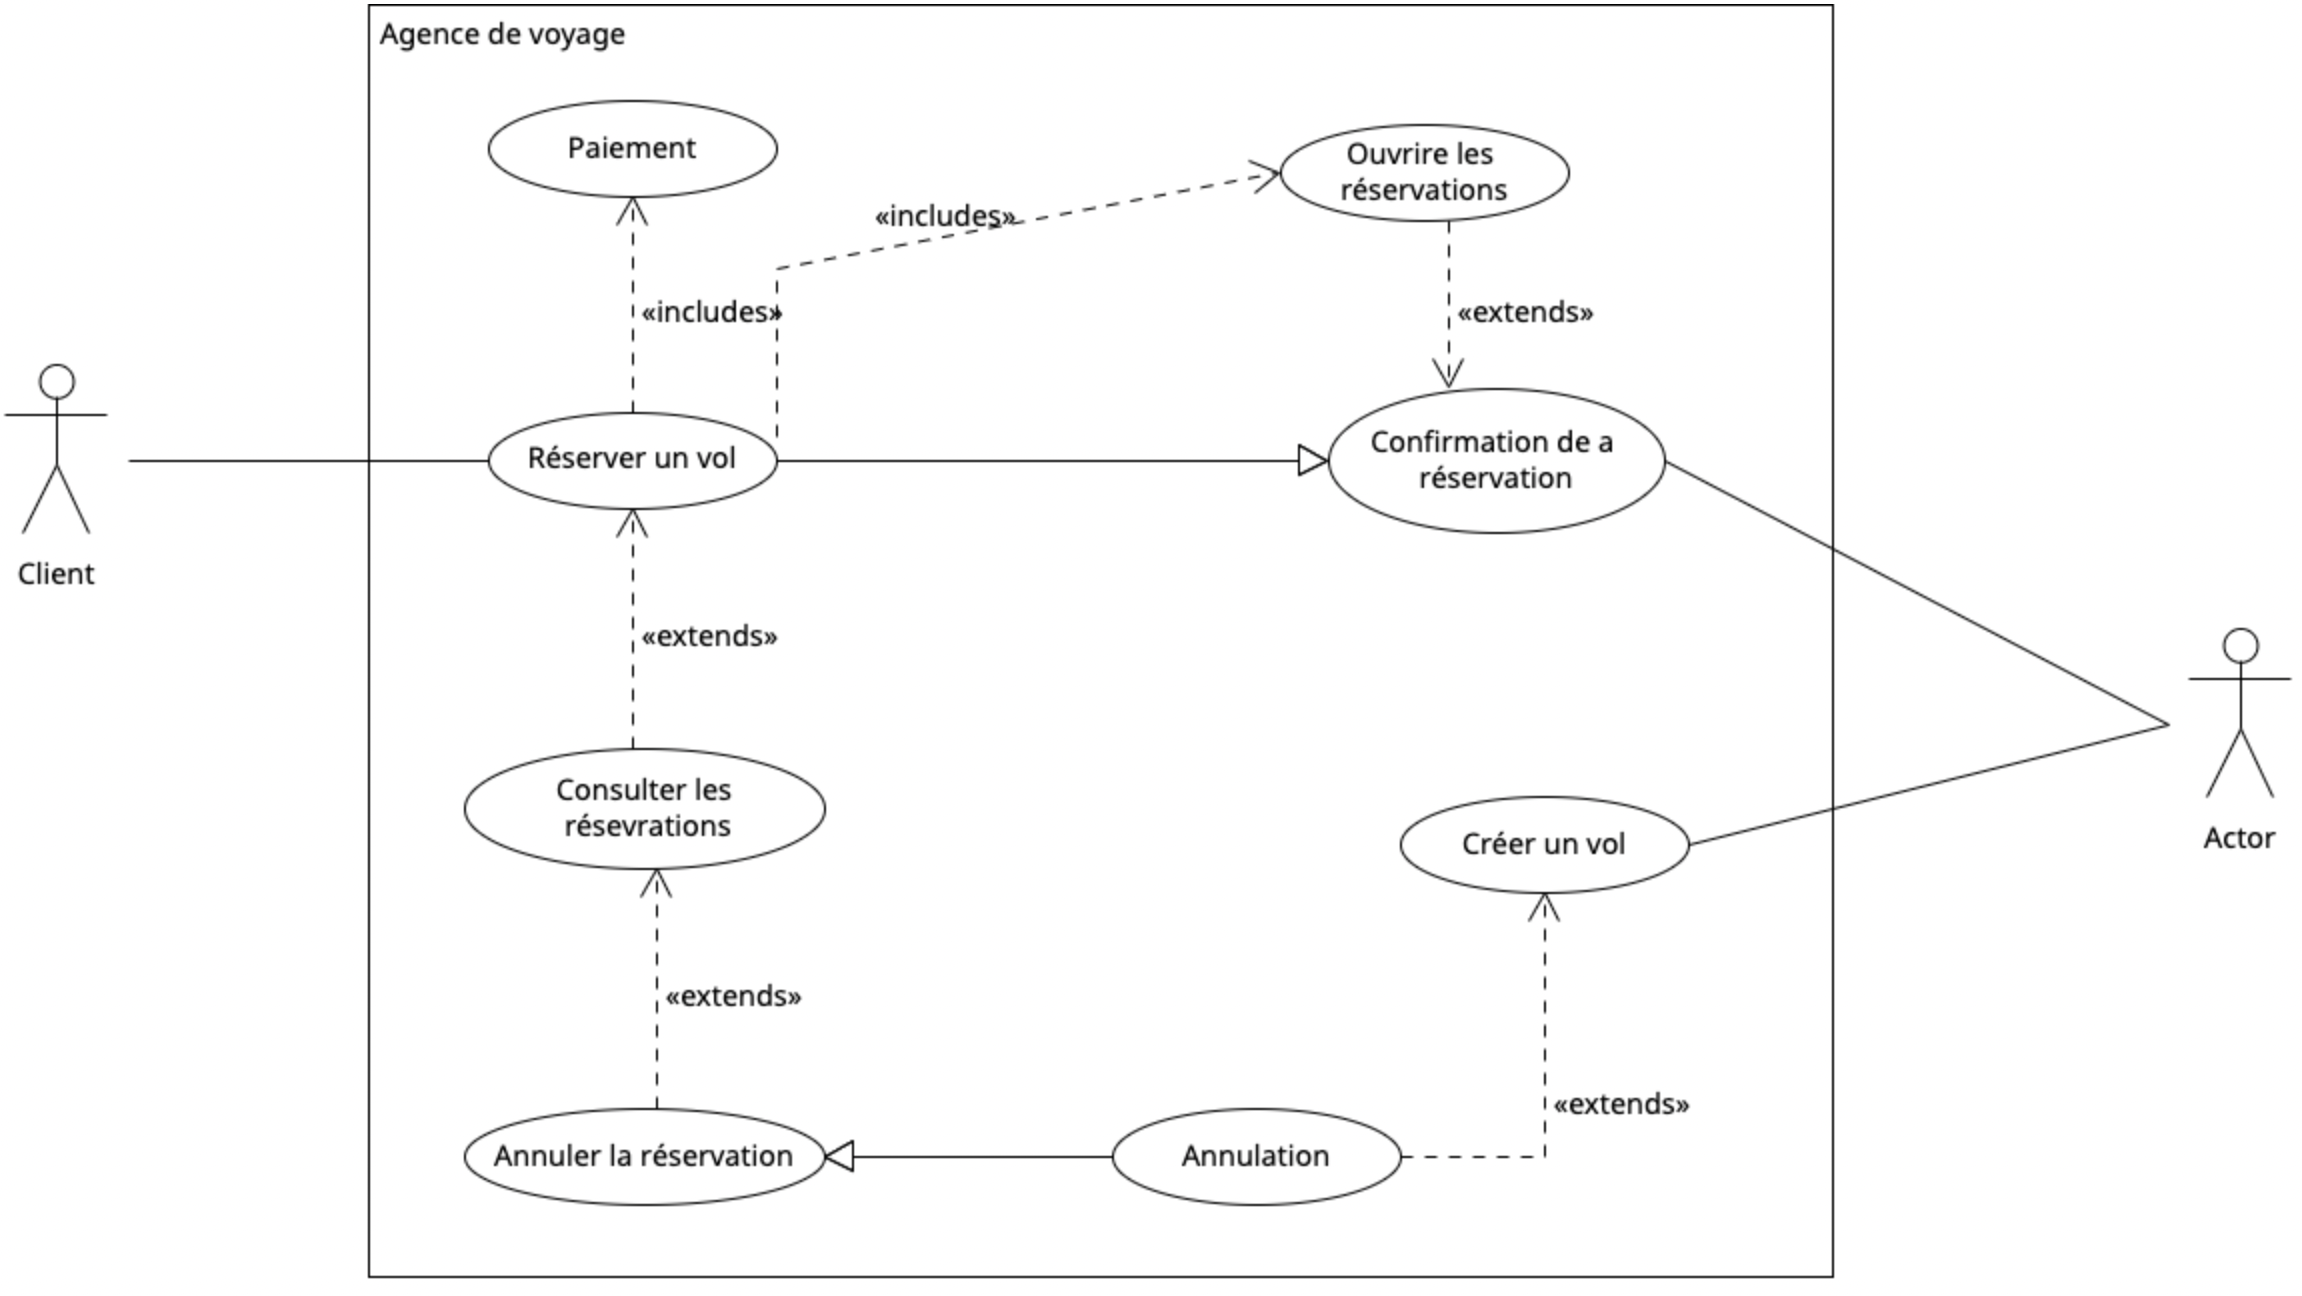 Agence de voyage
Paiement
Ouvrire les
réservations
«includes»
«includes»
«extends»
Réserver un vol
Confirmation de a
réservation
Client
«extends»
Consulter les
résevrations
Créer un vol
Actor
«extends»
«extends»
Annuler la réservation
Annulation